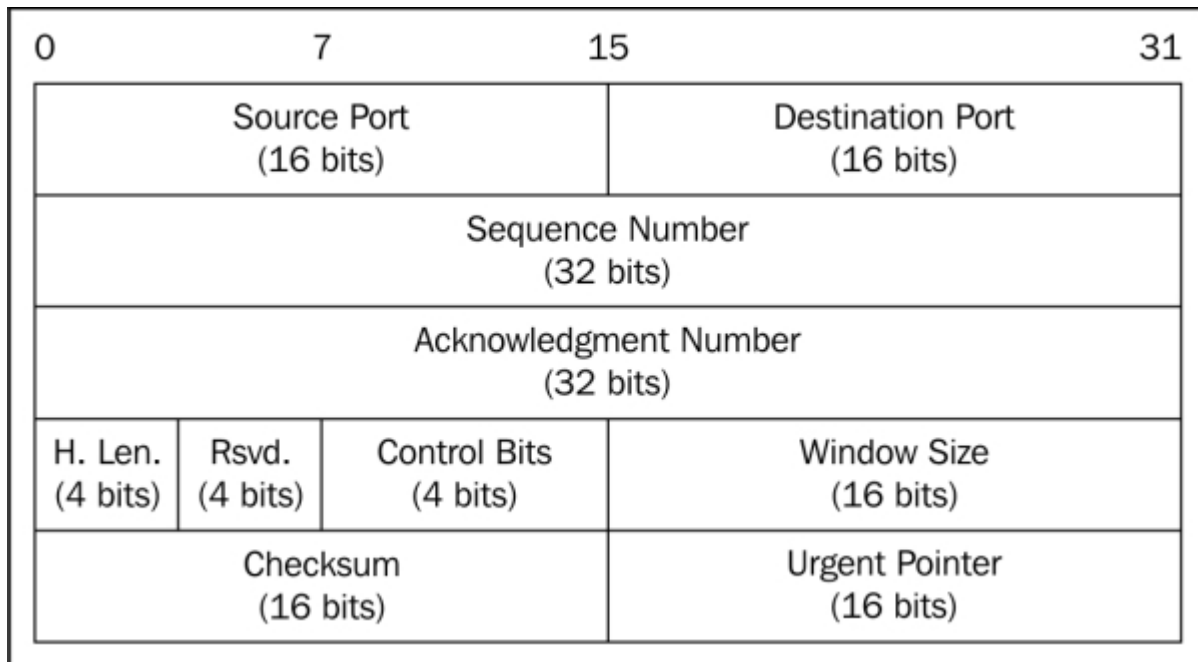 0 7 15 31
Source Port Destination Port
(16 bits) (16 bits)
Sequence Number
(32 bits)
Acknowledgment Number
(32 bits)
H. Len. Rsvd. Control Bits Window Size
(4 bits) (4 bits) (4 bits) (16 bits)
Checksum Urgent Pointer
(16 bits) (16 bits)